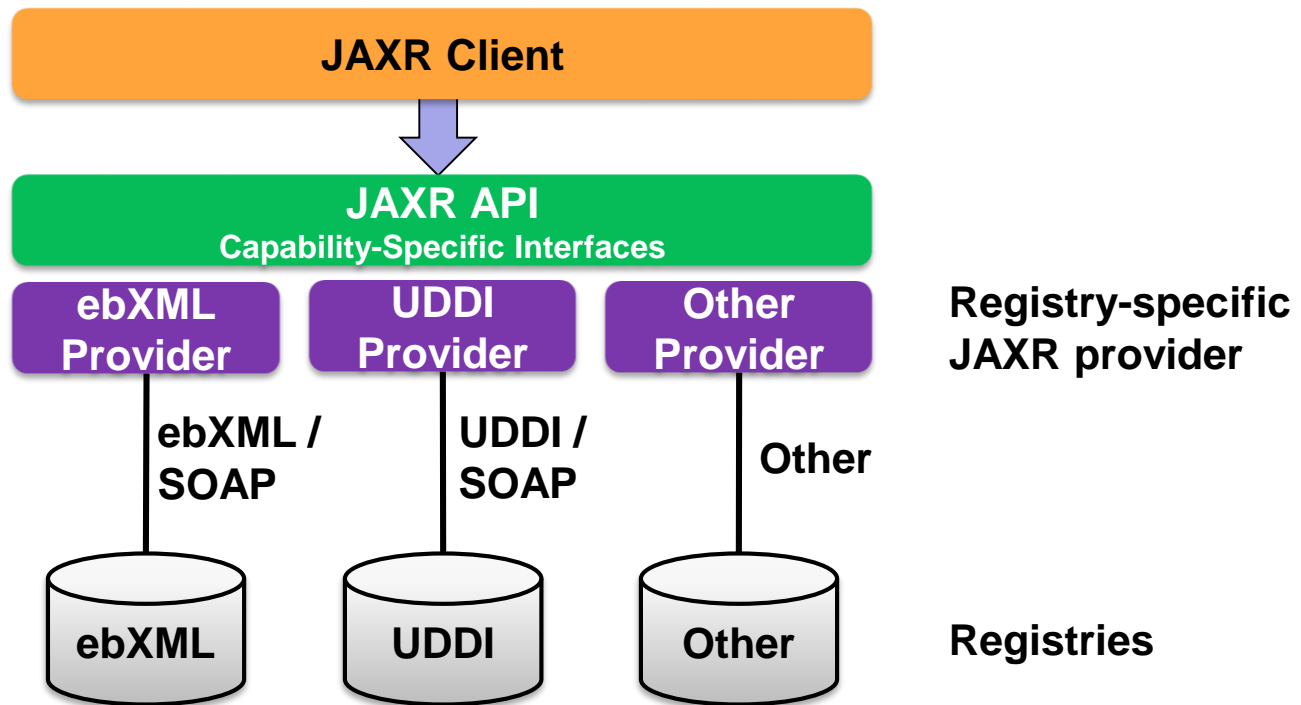 JAXR Client
JAXR API
Capability-Specific Interfaces
ebXML
Provider
UDDI
Provider
Other
Provider
Registry-specific
JAXR provider
ebXML /
SOAP
UDDI /
SOAP
Other
ebXML
UDDI
Other
Registries